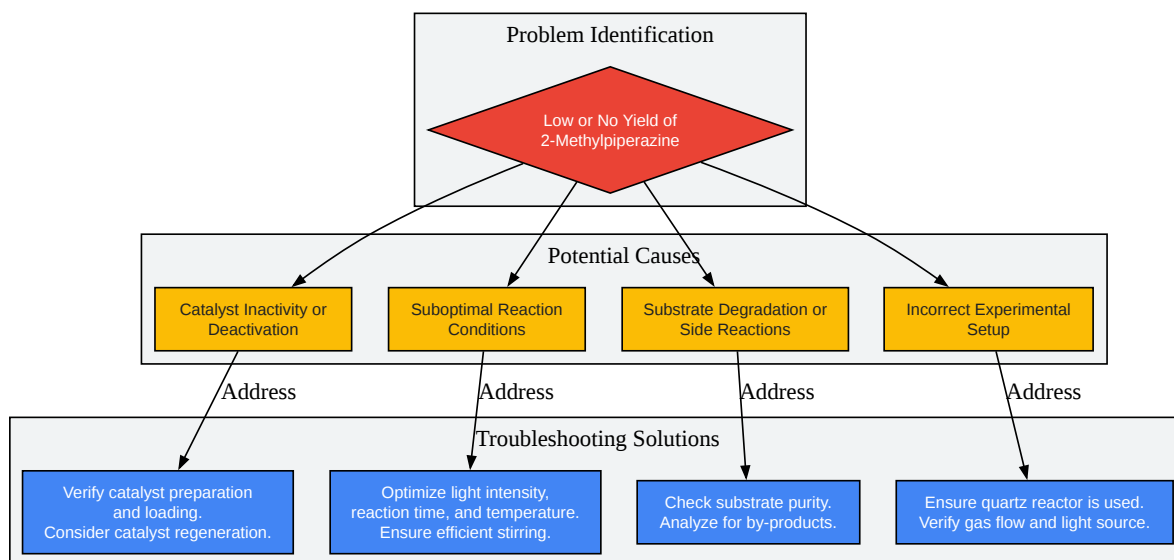 Problem Identification
Low or No Yield of
2-Methylpiperazine
Potential Causes
Catalyst Inactivity or
Deactivation
Suboptimal Reaction
Conditions
Substrate Degradation or
Side Reactions
Incorrect Experimental
Setup
Address
Address
Address
Address
Troubleshooting Solutions
Verify catalyst preparation
and loading.
Consider catalyst regeneration.
Optimize light intensity,
reaction time, and temperature.
Ensure efficient stirring.
Check substrate purity.
Analyze for by-products.
Ensure quartz reactor is used.
Verify gas flow and light source.